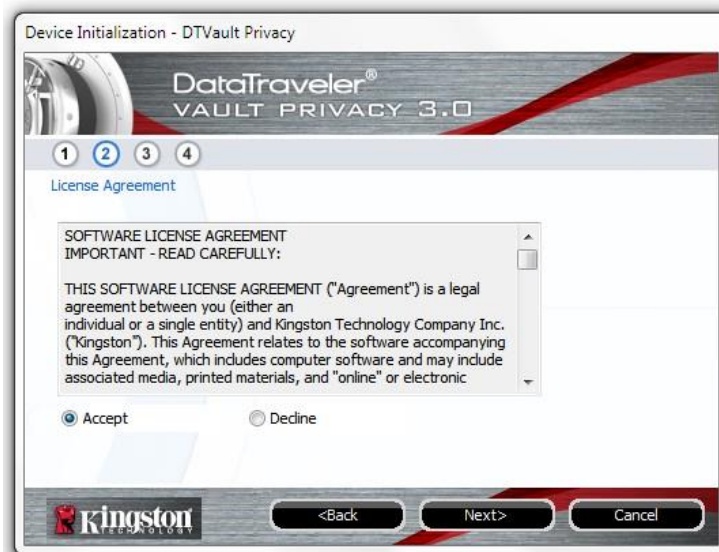 Device Initialization - DTVault Privacy
DataTraveler®
VAULT PRIVACY 3.0
1 2 3 4
License Agreement
SOFTWARE LICENSE AGREEMENT
IMPORTANT - READ CAREFULLY:
THIS SOFTWARE LICENSE AGREEMENT ("Agreement") is a legal
agreement between you (either an
individual or a single entity) and Kingston Technology Company Inc.
("Kingston"). This Agreement relates to the software accompanying
this Agreement, which includes computer software and may include
associated media, printed materials, and "online" or electronic
Accept Decline
Kingston
TECHNOLOGY
<Back Next> Cancel